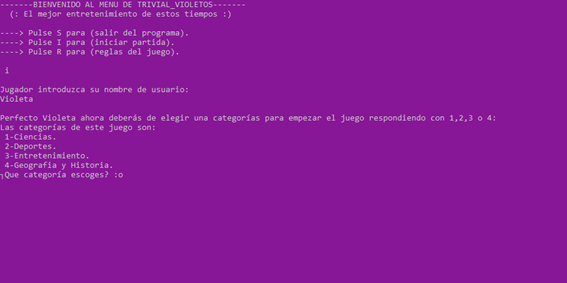 -------BIENVENIDO AL MENU DE TRIVIAL_VIOLETOS-------
(: El mejor entretenimiento de estos tiempos :)
----> Pulse S para (salir del programa).
----> Pulse I para (iniciar partida).
----> Pulse R para (reglas del juego).
i
Jugador introduzca su nombre de usuario:
Violeta
Perfecto Violeta ahora deberás de elegir una categorías para empezar el juego respondiendo con 1,2,3 o 4:
Las categorías de este juego son:
1-Ciencias.
2-Deportes.
3-Entretenimiento.
4-Geografia y Historia.
┐Que categoría escoges? :o